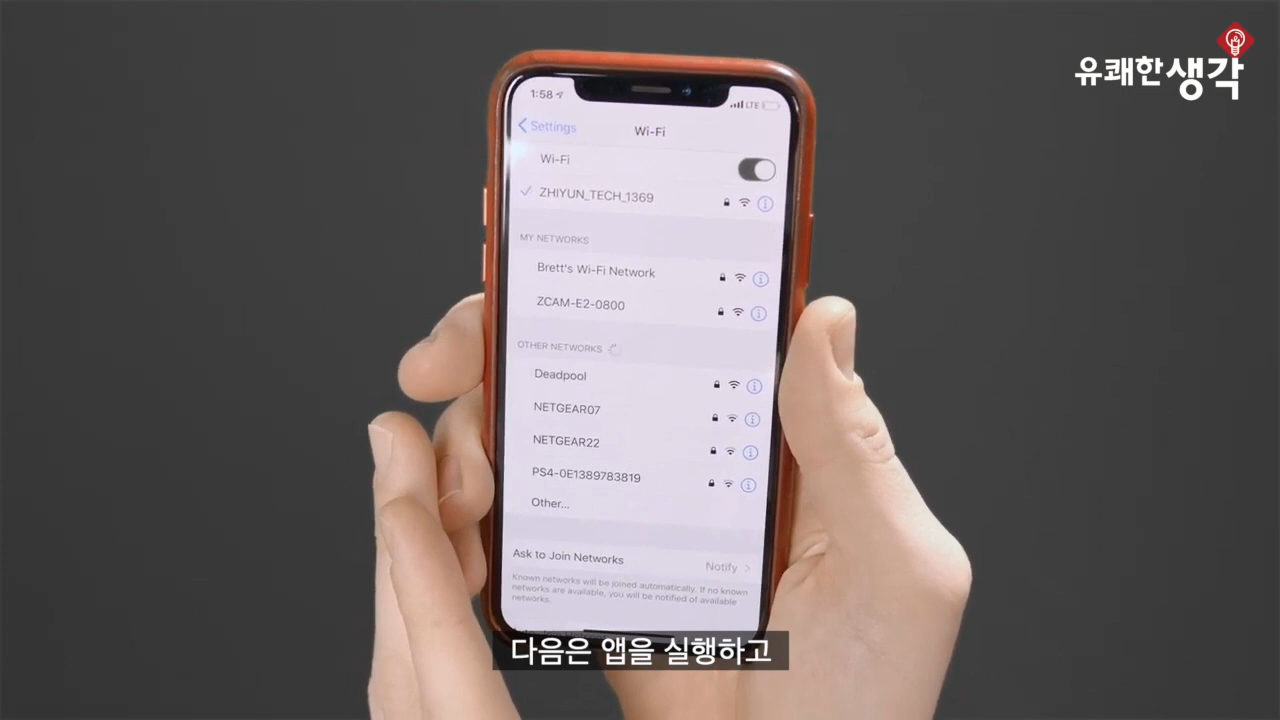 유쾌한생각
1:58
LTE
Settings
Wi-Fi
Wi-Fi
ZHIYUN_TECH_1369
MY NETWORKS
Brett's Wi-Fi Network
ZCAM-E2-0800
OTHER NETWORKS
Deadpool
NETGEAR07
NETGEAR22
PS4-0E1389783819
Other...
Ask to Join Networks
Notify
Known networks will be joined automatically. If no known
networks are available, you will be notified of available
networks.
다음은 앱을 실행하고